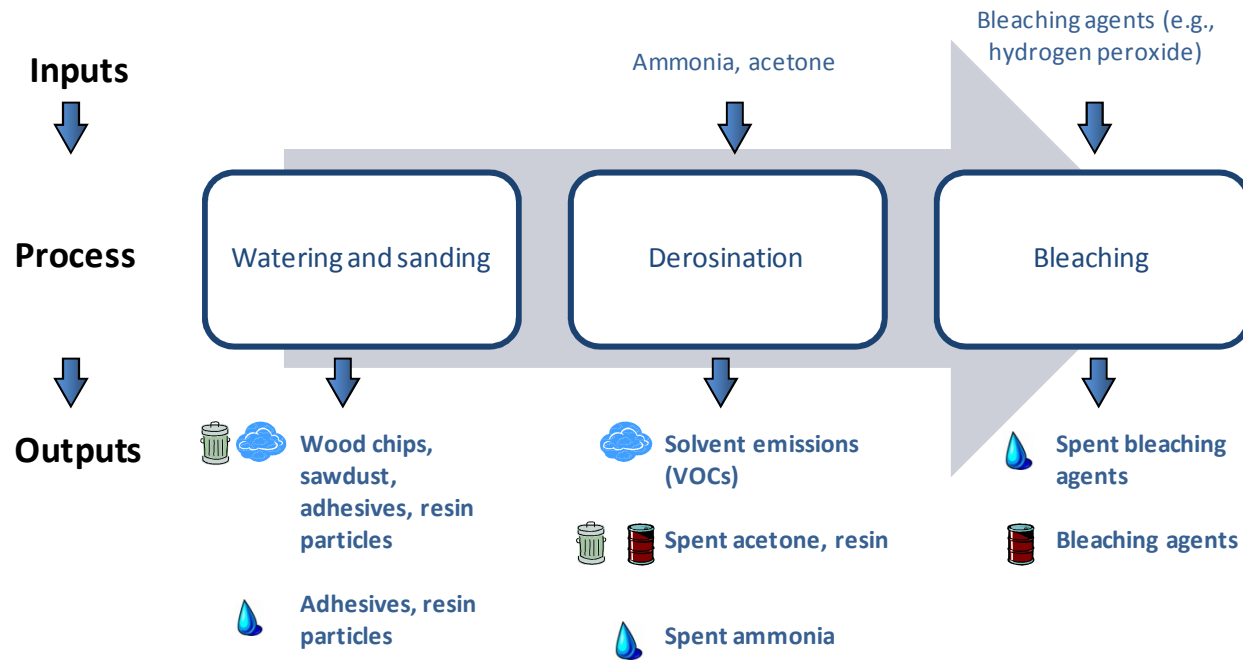 Inputs
Ammonia, acetone
Bleaching agents (e.g.,
hydrogen peroxide)
Process
Watering and sanding
Derosination
Bleaching
Outputs
Wood chips,
sawdust,
adhesives, resin
particles
Adhesives, resin
particles
Solvent emissions
(VOCs)
Spent acetone, resin
Spent ammonia
Spent bleaching
agents
Bleaching agents